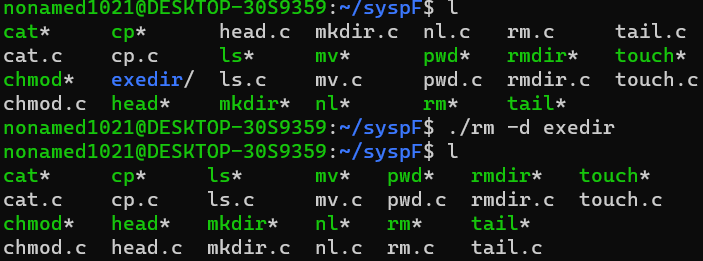 nonamed1021@DESKTOP-30S9359:~/syspF$ l
cat* cp* head.c mkdir.c nl.c rm.c tail.c
cat.c cp.c ls* mv* pwd* rmdir* touch*
chmod* exedir/ ls.c mv.c pwd.c rmdir.c touch.c
chmod.c head* mkdir* nl* rm* tail*
nonamed1021@DESKTOP-30S9359:~/syspF$ ./rm -d exedir
nonamed1021@DESKTOP-30S9359:~/syspF$ l
cat* cp* ls* mv* pwd* rmdir* touch*
cat.c cp.c ls.c mv.c pwd.c rmdir.c touch.c
chmod* head* mkdir* nl* rm* tail*
chmod.c head.c mkdir.c nl.c rm.c tail.c